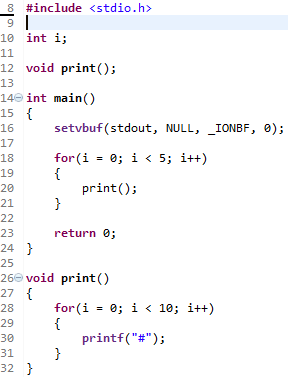 8 #include <stdio.h>
9
10 int i;
11
12 void print();
13
14 int main()
15 {
16     setvbuf(stdout, NULL, _IONBF, 0);
17
18     for(i = 0; i < 5; i++)
19     {
20         print();
21     }
22
23     return 0;
24 }
25
26 void print()
27 {
28     for(i = 0; i < 10; i++)
29     {
30         printf("#");
31     }
32 }